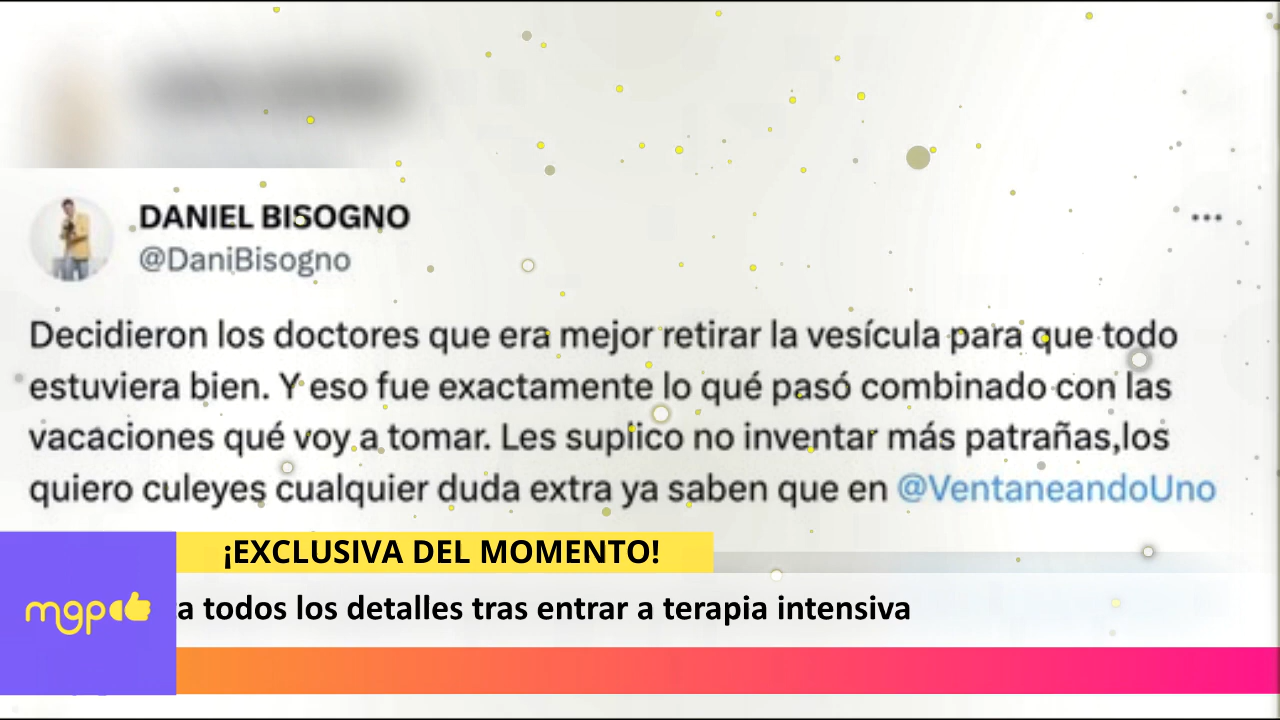 DANIEL BISOGNO
@DaniBisogno
Decidieron los doctores que era mejor retirar la vesícula para que todo
estuviera bien. Y eso fue exactamente lo qué pasó combinado con las
vacaciones qué voy a tomar. Les suplico no inventar más patrañas,los
quiero culeyes cualquier duda extra ya saben que en @VentaneandoUno
¡EXCLUSIVA DEL MOMENTO!
mgp
a todos los detalles tras entrar a terapia intensiva